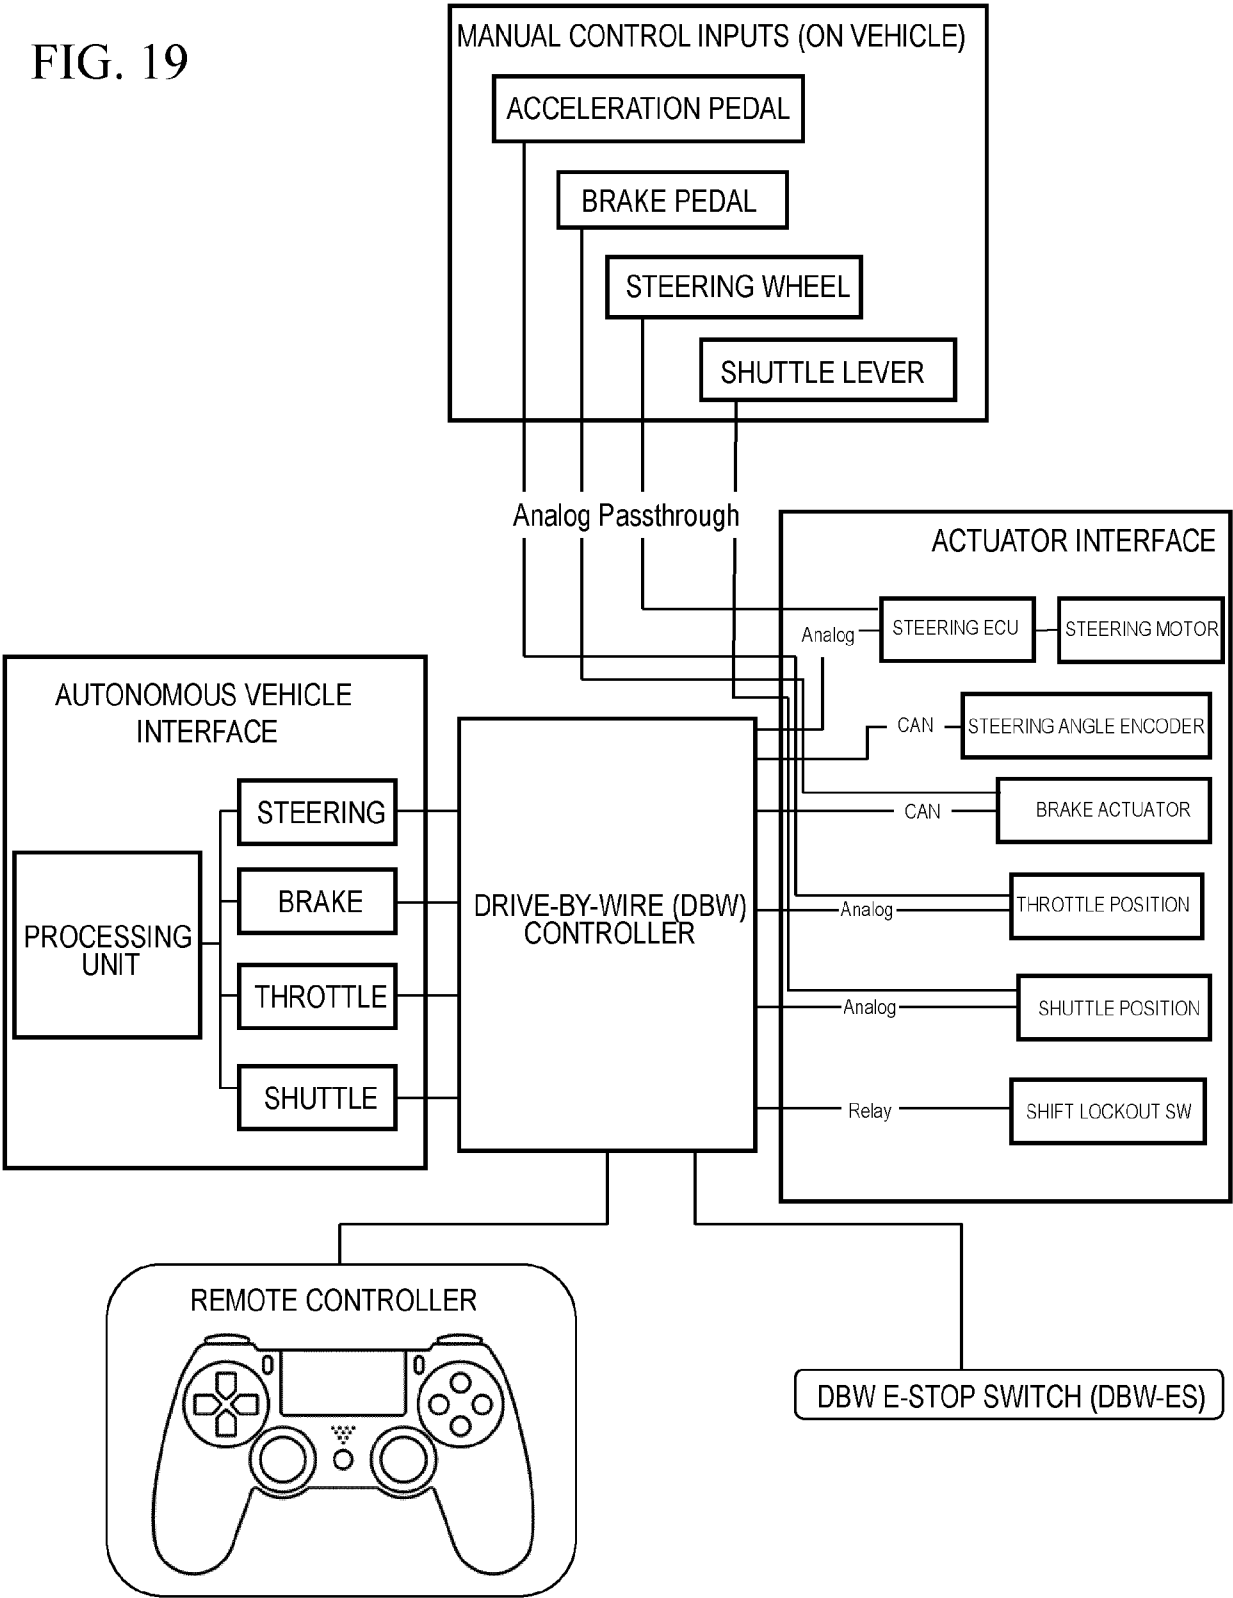 FIG. 19
MANUAL CONTROL INPUTS (ON VEHICLE)
ACCELERATION PEDAL
BRAKE PEDAL
STEERING WHEEL
SHUTTLE LEVER
Analog Passthrough
ACTUATOR INTERFACE
Analog
STEERING ECU
STEERING MOTOR
CAN
STEERING ANGLE ENCODER
CAN
BRAKE ACTUATOR
Analog
THROTTLE POSITION
Analog
SHUTTLE POSITION
Relay
SHIFT LOCKOUT SW
AUTONOMOUS VEHICLE
INTERFACE
STEERING
BRAKE
THROTTLE
SHUTTLE
PROCESSING
UNIT
DRIVE-BY-WIRE (DBW)
CONTROLLER
REMOTE CONTROLLER
DBW E-STOP SWITCH (DBW-ES)